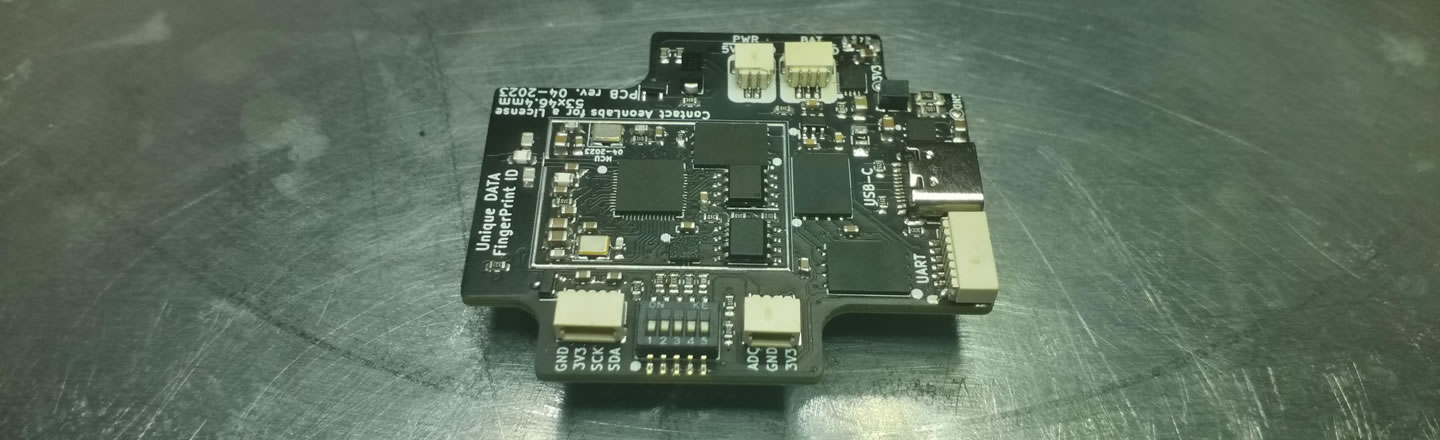 PWR
BAT
3V3
PCB rev. 04-2023
53x46.4mm
Contact AeonLabs for a License
MCU
04-2023
Unique DATA
FingerPrint ID
USB-C
UART
1 2 3 4 5
GND
3V3
SCK
SDA
ADC
GND
3V3